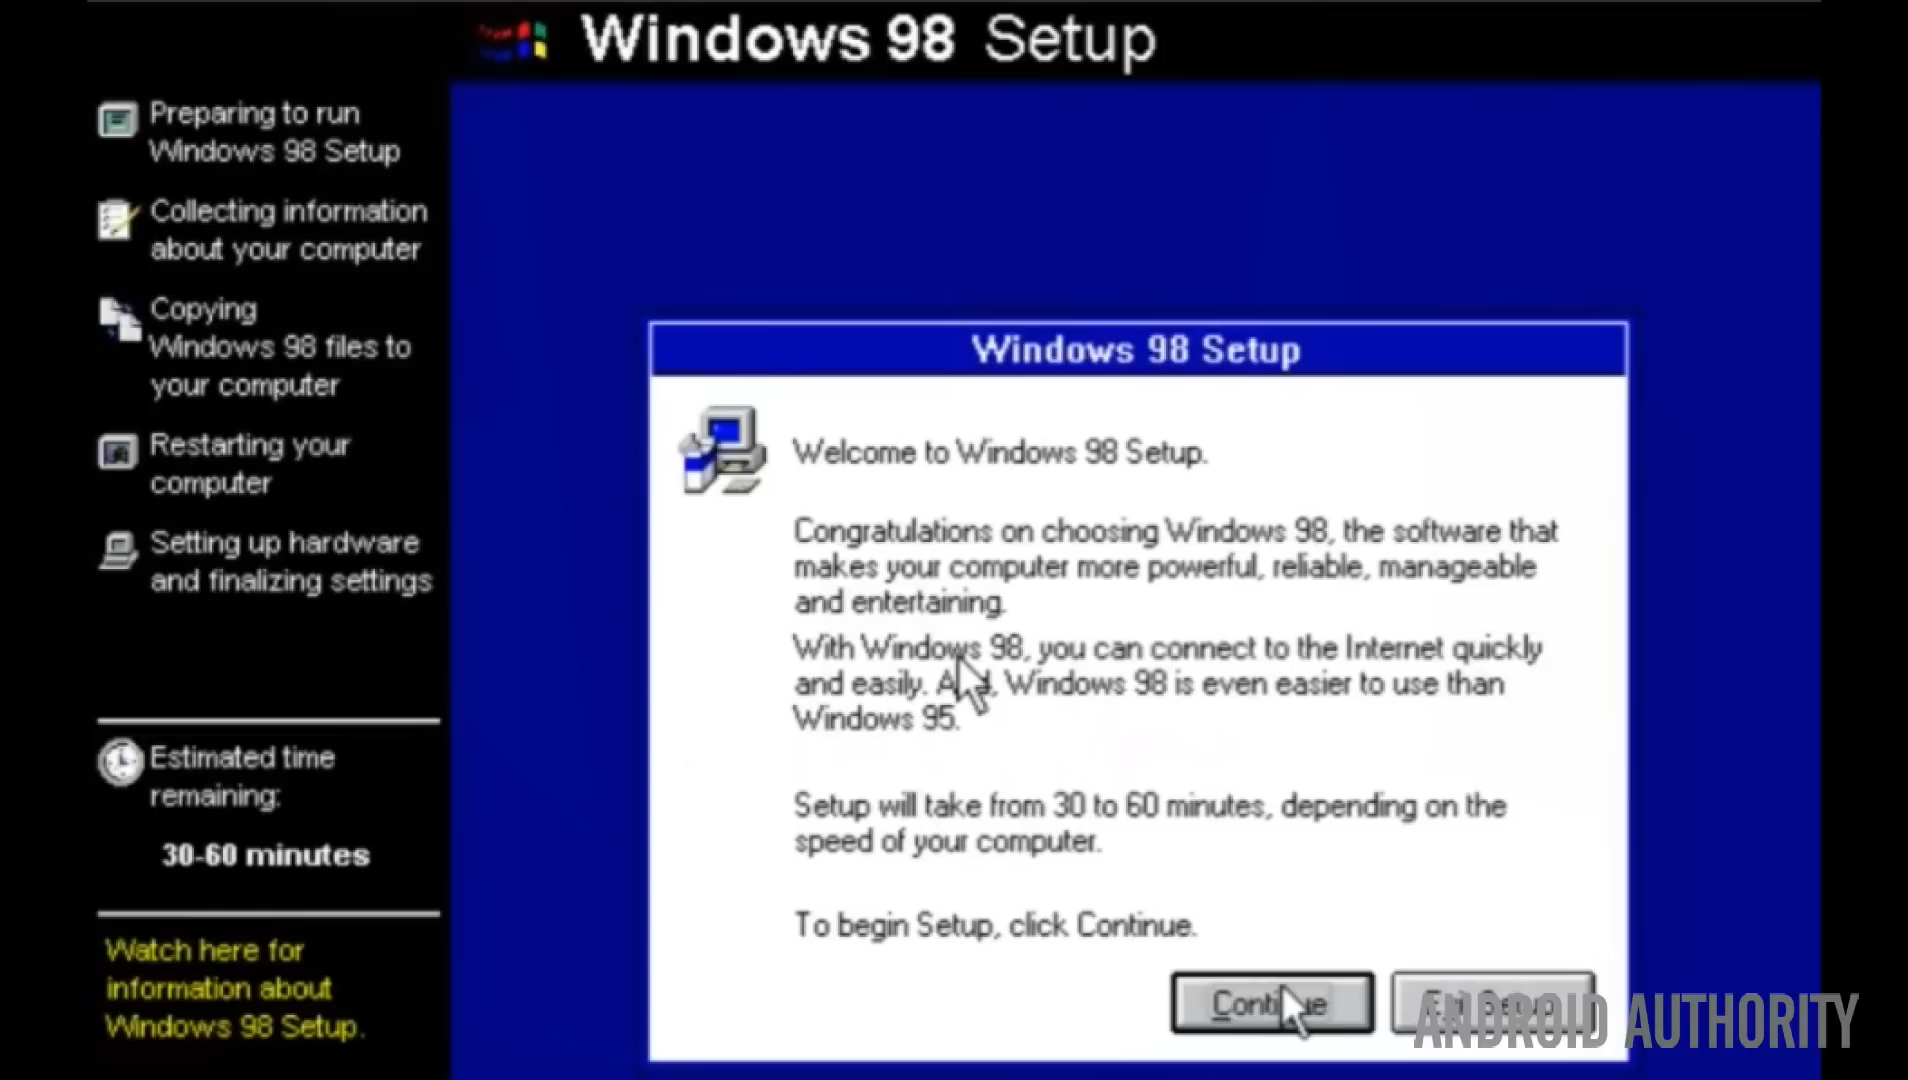 Windows 98 Setup
Preparing to run
Windows 98 Setup
Collecting information
about your computer
Copying
Windows 98 files to
your computer
Restarting your
computer
Setting up hardware
and finalizing settings
Estimated time
remaining:
30-60 minutes
Watch here for
information about
Windows 98 Setup.
Windows 98 Setup
Welcome to Windows 98 Setup.
Congratulations on choosing Windows 98, the software that
makes your computer more powerful, reliable, manageable
and entertaining.
With Windows 98, you can connect to the Internet quickly
and easily. And, Windows 98 is even easier to use than
Windows 95.
Setup will take from 30 to 60 minutes, depending on the
speed of your computer.
To begin Setup, click Continue.
Continue
Exit Setup
ANDROID AUTHORITY